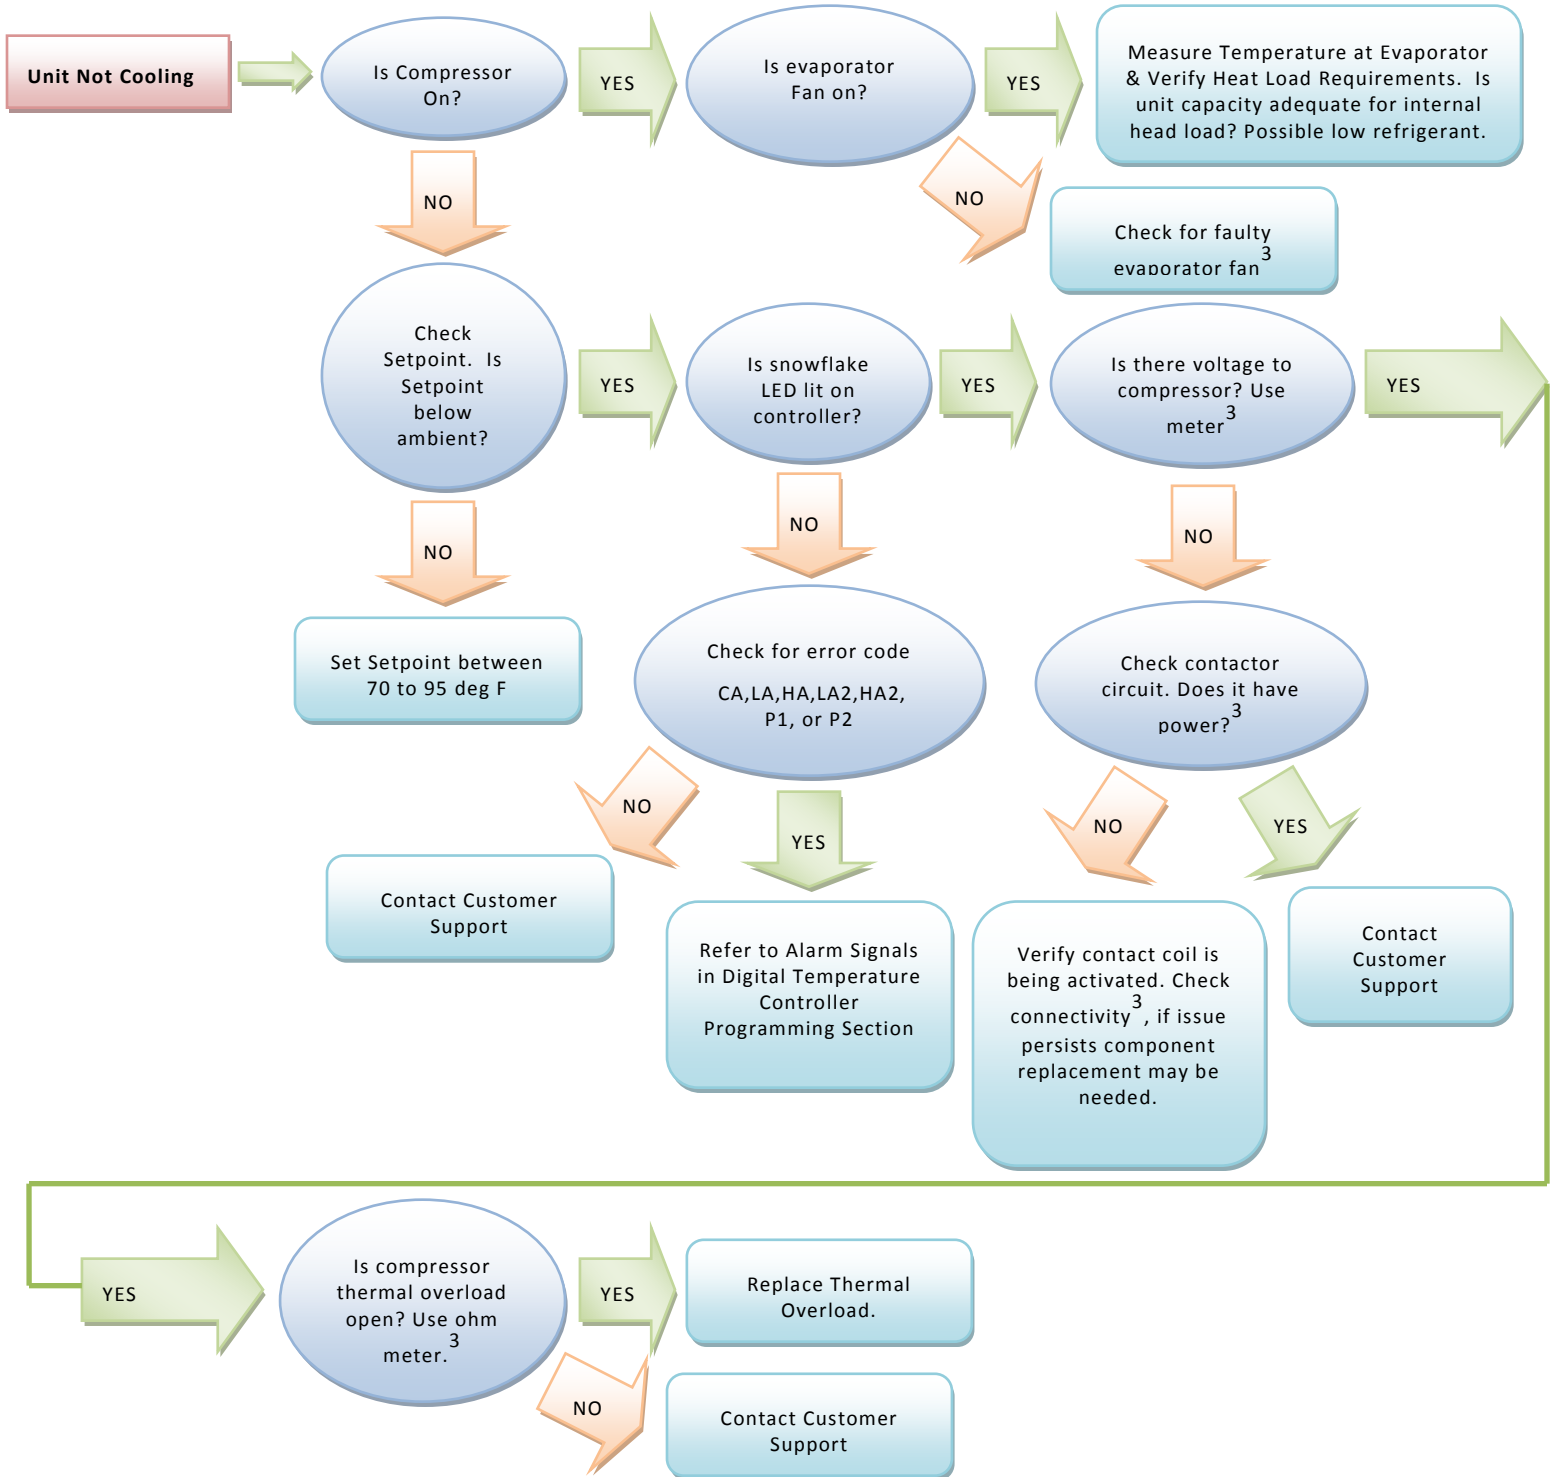 Unit Not Cooling
Is Compressor
On?
YES
Is evaporator
Fan on?
YES
Measure Temperature at Evaporator
& Verify Heat Load Requirements. Is
unit capacity adequate for internal
head load? Possible low refrigerant.
NO
NO
Check for faulty
evaporator fan3
Check
Setpoint. Is
Setpoint
below
ambient?
YES
Is snowflake
LED lit on
controller?
YES
Is there voltage to
compressor? Use
meter3
YES
NO
NO
NO
Set Setpoint between
70 to 95 deg F
Check for error code
CA,LA,HA,LA2,HA2,
P1, or P2
Check contactor
circuit. Does it have
power?3
NO
YES
NO
YES
Contact Customer
Support
Refer to Alarm Signals
in Digital Temperature
Controller
Programming Section
Verify contact coil is
being activated. Check
connectivity3, if issue
persists component
replacement may be
needed.
Contact
Customer
Support
YES
Is compressor
thermal overload
open? Use ohm
meter.3
YES
Replace Thermal
Overload.
NO
Contact Customer
Support